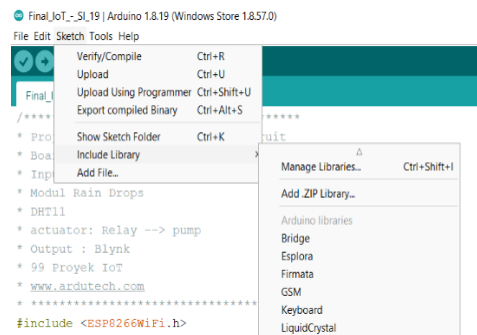 Final_IoT_-_SI_19 | Arduino 1.8.19 (Windows Store 1.8.57.0)
File Edit Sketch Tools Help
Verify/Compile Ctrl+R
Upload Ctrl+U
Upload Using Programmer Ctrl+Shift+U
Export compiled Binary Ctrl+Alt+S
Show Sketch Folder Ctrl+K
Include Library
Add File...
Manage Libraries... Ctrl+Shift+I
Add .ZIP Library...
Arduino libraries
Bridge
Esplora
Firmata
GSM
Keyboard
LiquidCrystal
Final_I
/****
* Pro
* Boa
* Inp
* Modul Rain Drops
* DHT11
* actuator: Relay --> pump
* Output : Blynk
* 99 Proyek IoT
* www.ardutech.com
* *******************************
#include <ESP8266WiFi.h>